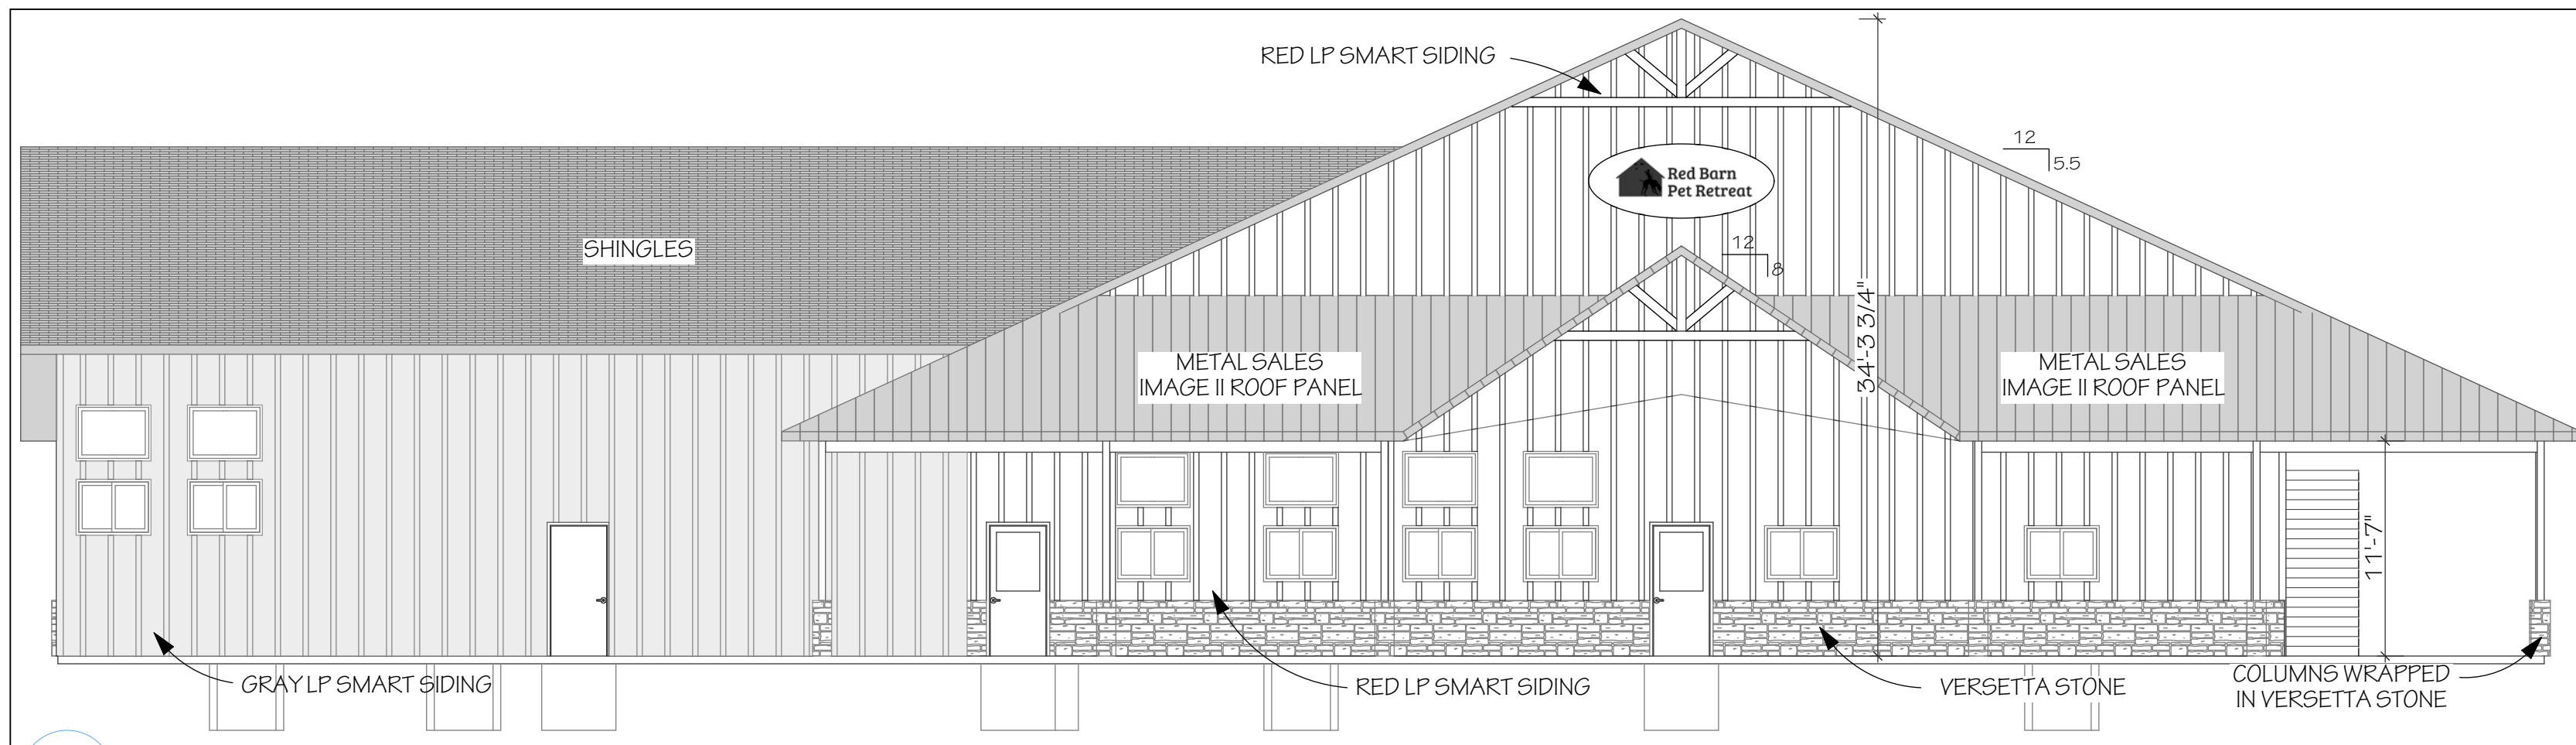 RED LP SMART SIDING
12
5.5
Red Barn
Pet Retreat
SHINGLES
12
8
34'-3 3/4"
METAL SALES
IMAGE II ROOF PANEL
METAL SALES
IMAGE II ROOF PANEL
11'-7"
GRAY LP SMART SIDING
RED LP SMART SIDING
VERSETTA STONE
COLUMNS WRAPPED
IN VERSETTA STONE